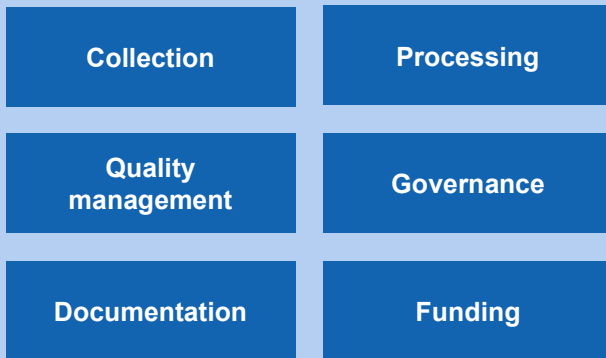 Collection
Processing
Quality
management
Governance
Documentation
Funding